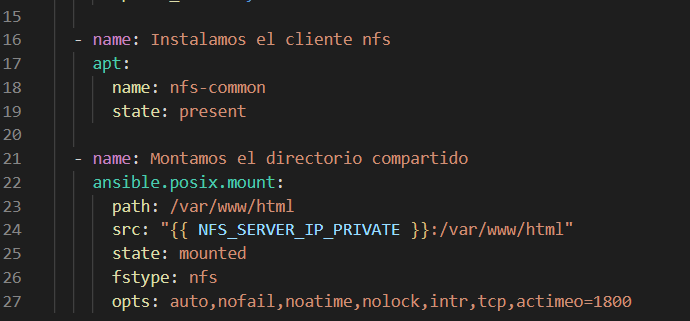 15
16 - name: Instalamos el cliente nfs
17 apt:
18 name: nfs-common
19 state: present
20
21 - name: Montamos el directorio compartido
22 ansible.posix.mount:
23 path: /var/www/html
24 src: "{{ NFS_SERVER_IP_PRIVATE }}:/var/www/html"
25 state: mounted
26 fstype: nfs
27 opts: auto,nofail,noatime,nolock,intr,tcp,actimeo=1800